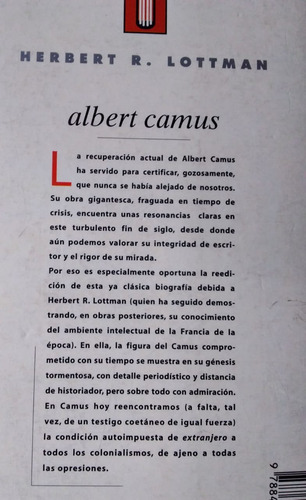 HERBERT R. LOTTMAN
albert camus
La recuperación actual de Albert Camus
ha servido para certificar, gozosamente,
que nunca se había alejado de nosotros.
Su obra gigantesca, fraguada en tiempo de
crisis, encuentra unas resonancias claras en
este turbulento fin de siglo, desde donde
aún podemos valorar su integridad de escri-
tor y el rigor de su mirada.
Por eso es especialmente oportuna la reedi-
ción de esta ya clásica biografía debida a
Herbert R. Lottman (quien ha seguido demos-
trando, en obras posteriores, su conocimiento
del ambiente intelectual de la Francia de la
época). En ella, la figura del Camus compro-
metido con su tiempo se muestra en su génesis
tormentosa, con detalle periodístico y distancia
de historiador, pero sobre todo con admiración.
En Camus hoy reencontramos (a falta, tal
vez, de un testigo coetáneo de igual fuerza)
la condición autoimpuesta de extranjero a
todos los colonialismos, de ajeno a todas
las opresiones.
9 7884